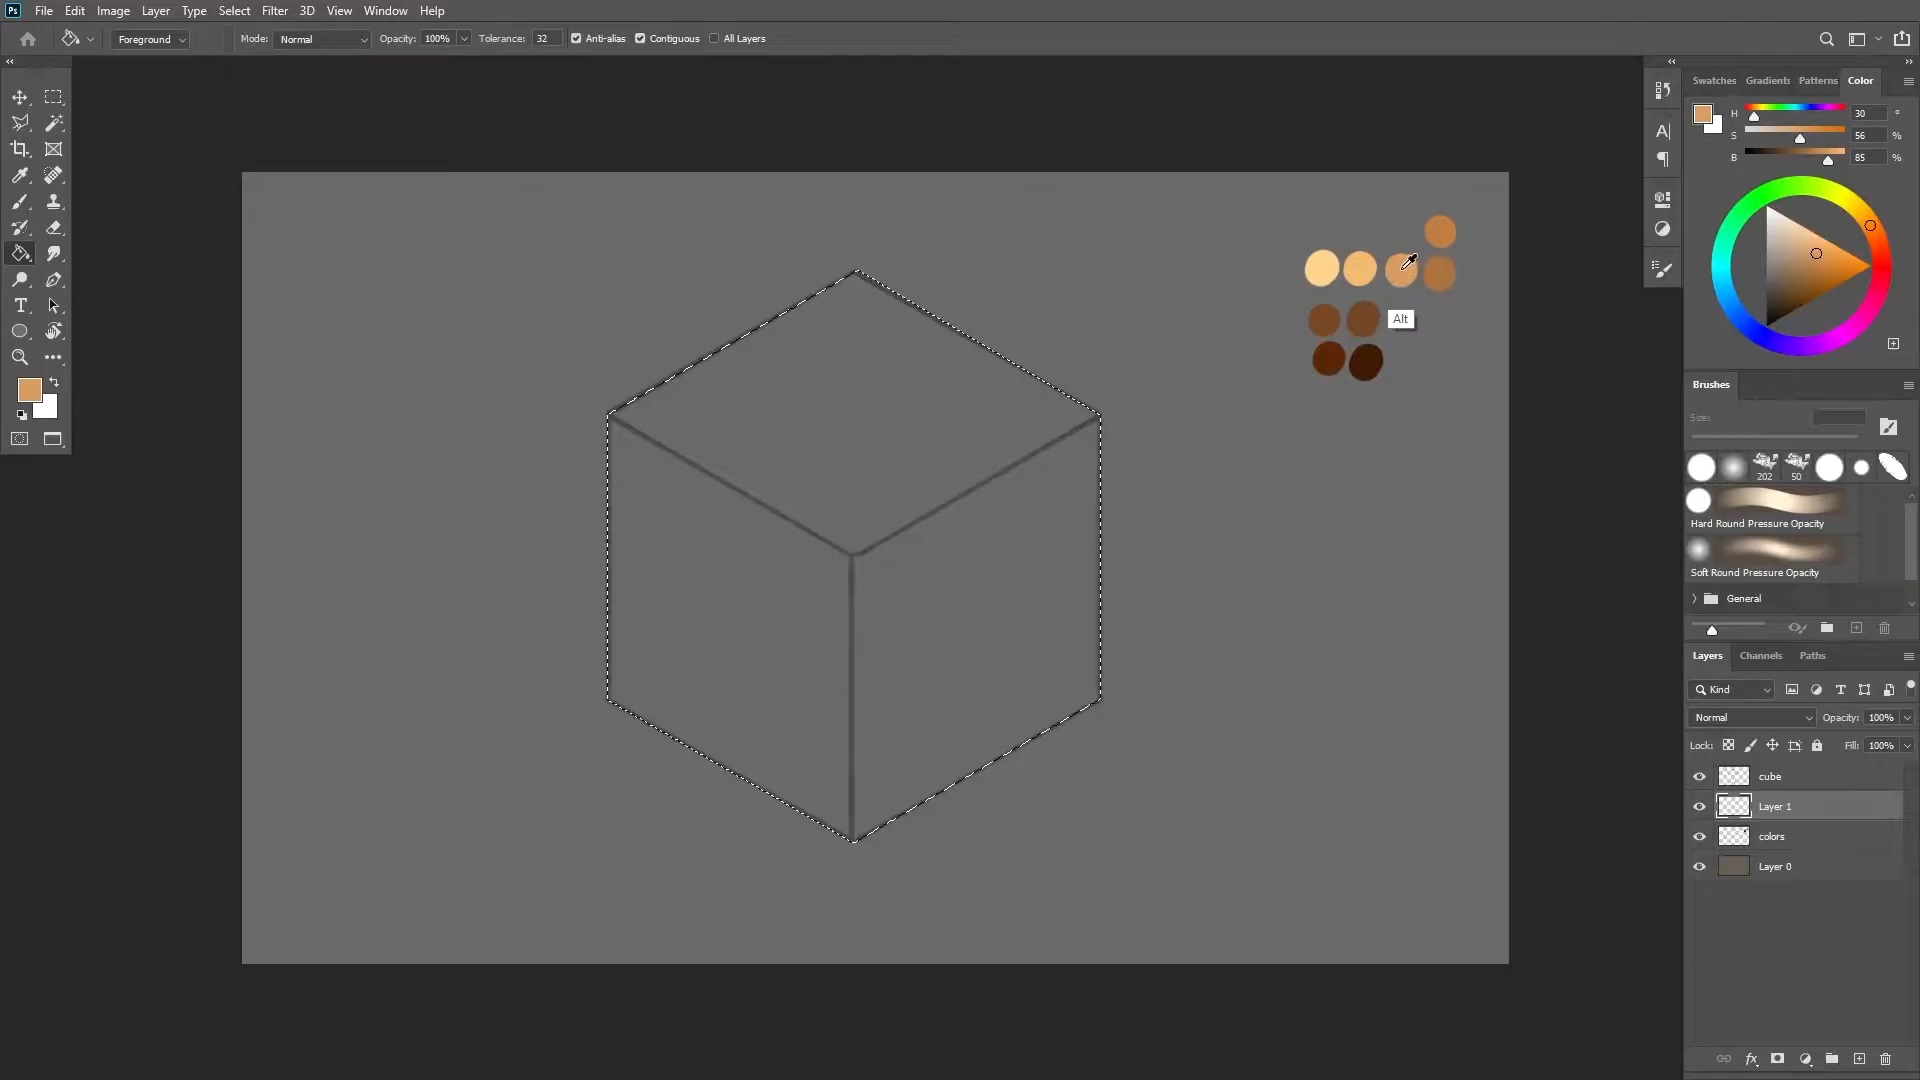 Ps File Edit Image Layer Type Select Filter 3D View Window Help
Foreground Mode: Normal Opacity: 100% Tolerance: 32 Anti-alias Contiguous All Layers
Swatches Gradients Patterns Color
H 30 °
S 56 %
B 85 %
Alt
Brushes
Size:
202 50
Hard Round Pressure Opacity
Soft Round Pressure Opacity
General
Layers Channels Paths
Kind
Normal Opacity: 100%
Lock: Fill: 100%
cube
Layer 1
colors
Layer 0